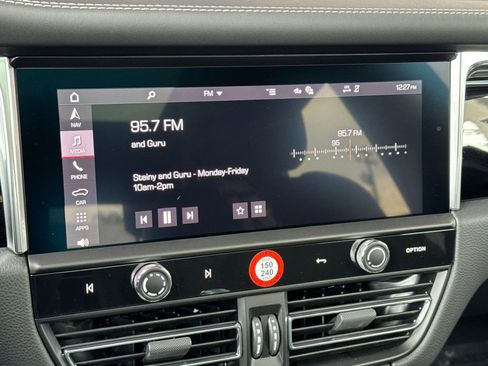 FM
12:27 PM
NAV
MEDIA
PHONE
CAR
APPS
95.7 FM
and Guru
Steiny and Guru - Monday-Friday
10am-2pm
95.7 FM
95
150
240
OPTION